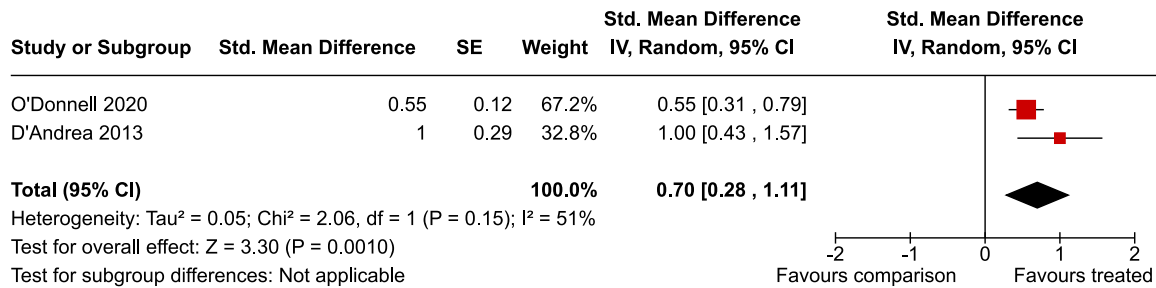 Std. Mean Difference Std. Mean Difference
Study or Subgroup Std. Mean Difference SE Weight IV, Random, 95% CI IV, Random, 95% CI
O'Donnell 2020 0.55 0.12 67.2% 0.55 [0.31 , 0.79]
D'Andrea 2013 1 0.29 32.8% 1.00 [0.43 , 1.57]
Total (95% CI) 100.0% 0.70 [0.28 , 1.11]
Heterogeneity: Tau² = 0.05; Chi² = 2.06, df = 1 (P = 0.15); I² = 51%
Test for overall effect: Z = 3.30 (P = 0.0010)
-2 -1 0 1 2
Test for subgroup differences: Not applicable Favours comparison Favours treated